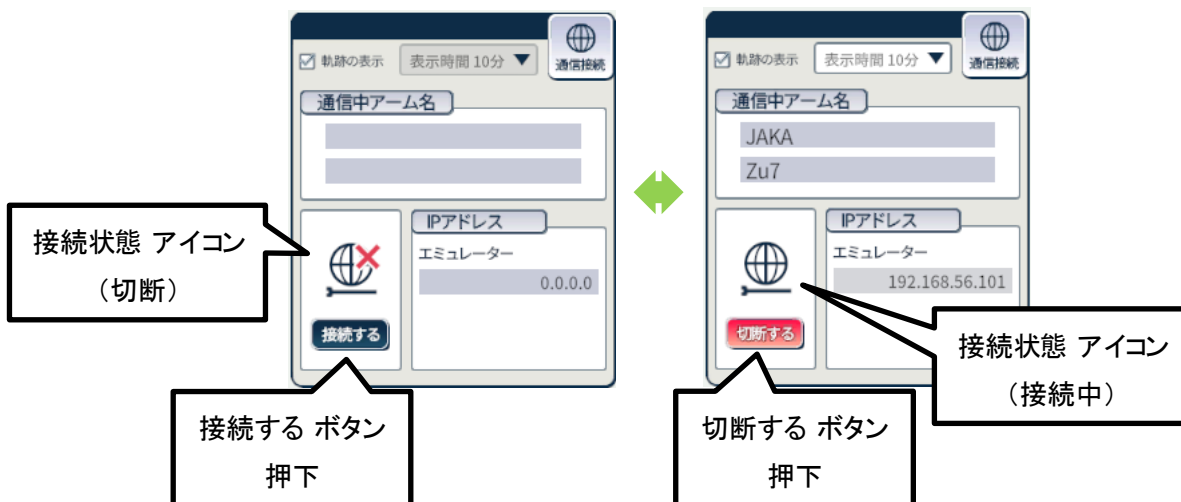 軌跡の表示
表示時間 10分
通信接続
通信中アーム名
IPアドレス
エミュレーター
0.0.0.0
接続する
接続状態 アイコン
（切断）
接続する ボタン
押下
軌跡の表示
表示時間 10分
通信接続
通信中アーム名
JAKA
Zu7
IPアドレス
エミュレーター
192.168.56.101
切断する
接続状態 アイコン
（接続中）
切断する ボタン
押下